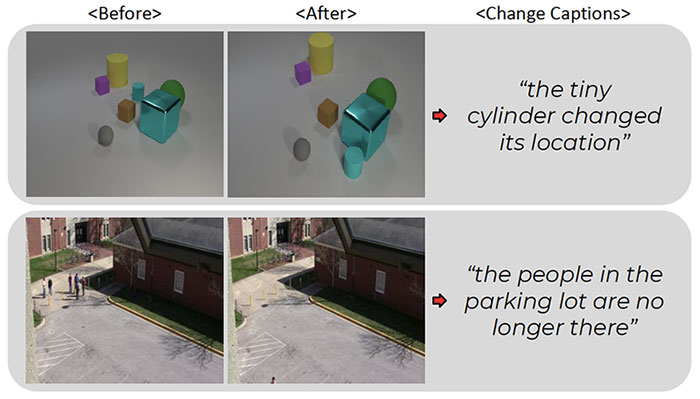 <Before> <After> <Change Captions>
“the tiny
cylinder changed
its location”
“the people in the
parking lot are no
longer there”